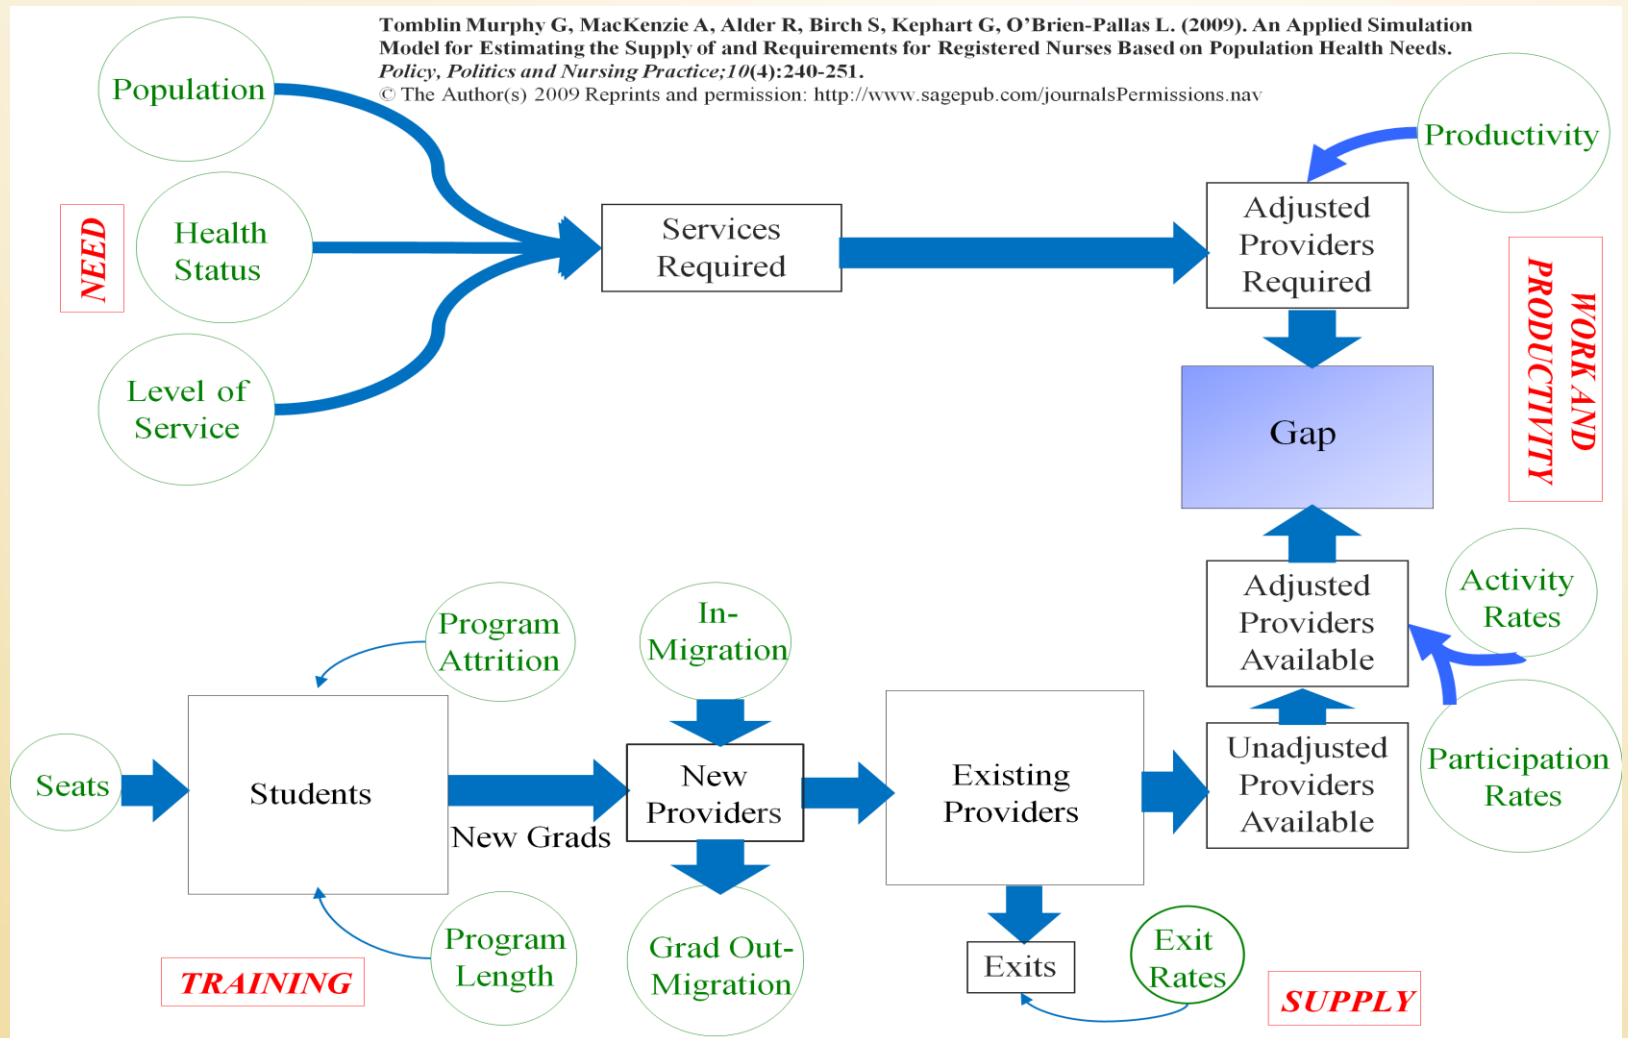 Tomblin Murphy G, MacKenzie A, Alder R, Birch S, Kephart G, O’Brien-Pallas L. (2009). An Applied Simulation
Model for Estimating the Supply of and Requirements for Registered Nurses Based on Population Health Needs.
Policy, Politics and Nursing Practice;10(4):240-251.
© The Author(s) 2009 Reprints and permission: http://www.sagepub.com/journalsPermissions.nav
Population
Health
Status
Level of
Service
NEED
Services
Required
Adjusted
Providers
Required
Productivity
WORK AND
PRODUCTIVITY
Gap
Adjusted
Providers
Available
Activity
Rates
Participation
Rates
Unadjusted
Providers
Available
Program
Attrition
In-
Migration
Seats
Students
New Grads
New
Providers
Existing
Providers
Program
Length
Grad Out-
Migration
Exits
Exit
Rates
TRAINING
SUPPLY